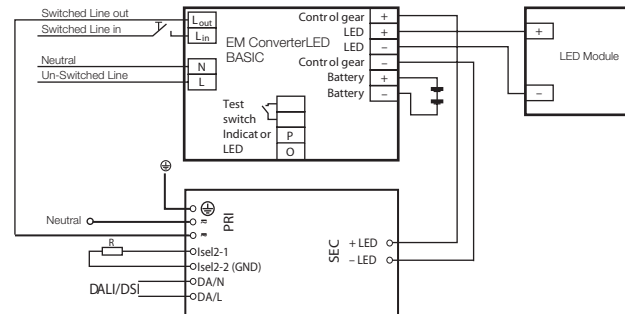 Switched Line out
Switched Line in
Neutral
Un-Switched Line
Lout
Lin
N
L
EM ConverterLED
BASIC
Control gear +
LED +
LED –
Control gear –
Battery +
Battery –
Test
switch
Indicator P
LED O
+
–
LED Module
Neutral
≂
≂
PRI
R
Isel2-1
Isel2-2 (GND)
DA/N
DA/L
DALI/DSI
SEC
+ LED
– LED